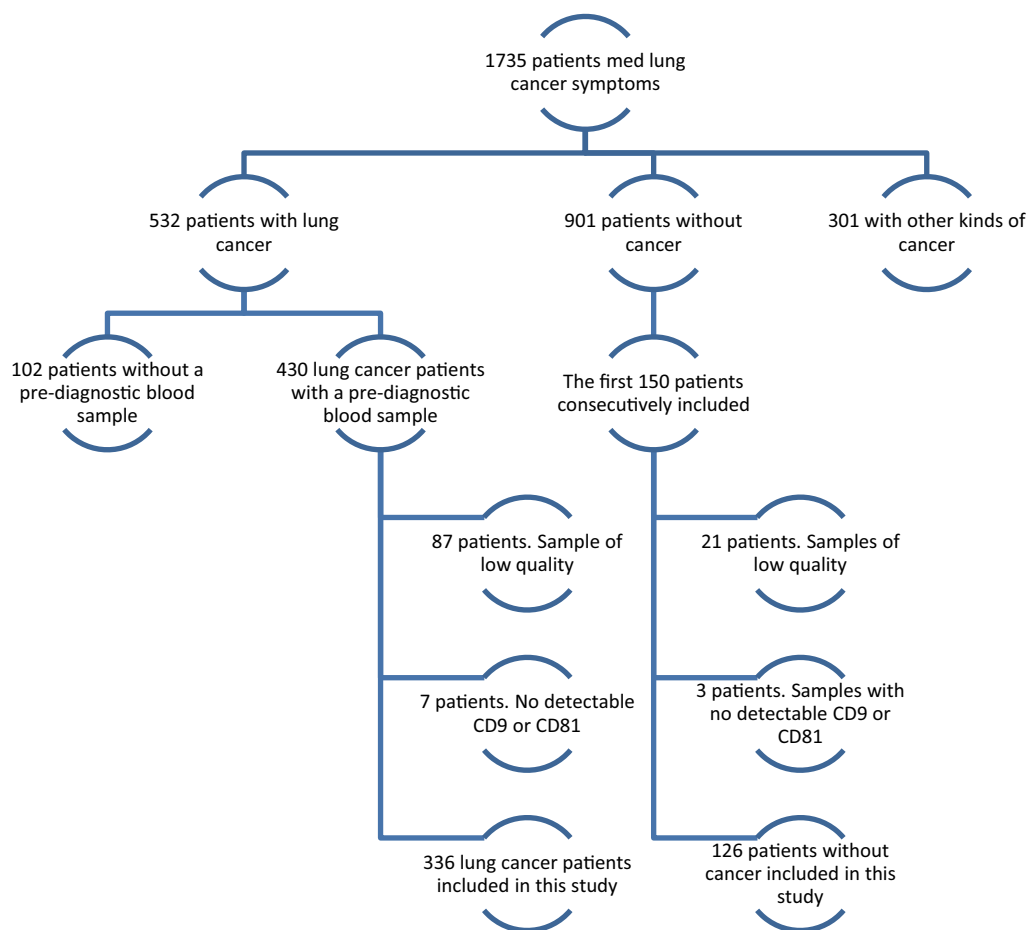 1735 patients med lung
cancer symptoms
532 patients with lung
cancer
901 patients without
cancer
301 with other kinds of
cancer
102 patients without a
pre-diagnostic blood
sample
430 lung cancer patients
with a pre-diagnostic
blood sample
The first 150 patients
consecutively included
87 patients. Sample of
low quality
21 patients. Samples of
low quality
7 patients. No detectable
CD9 or CD81
3 patients. Samples with
no detectable CD9 or
CD81
336 lung cancer patients
included in this study
126 patients without
cancer included in this
study